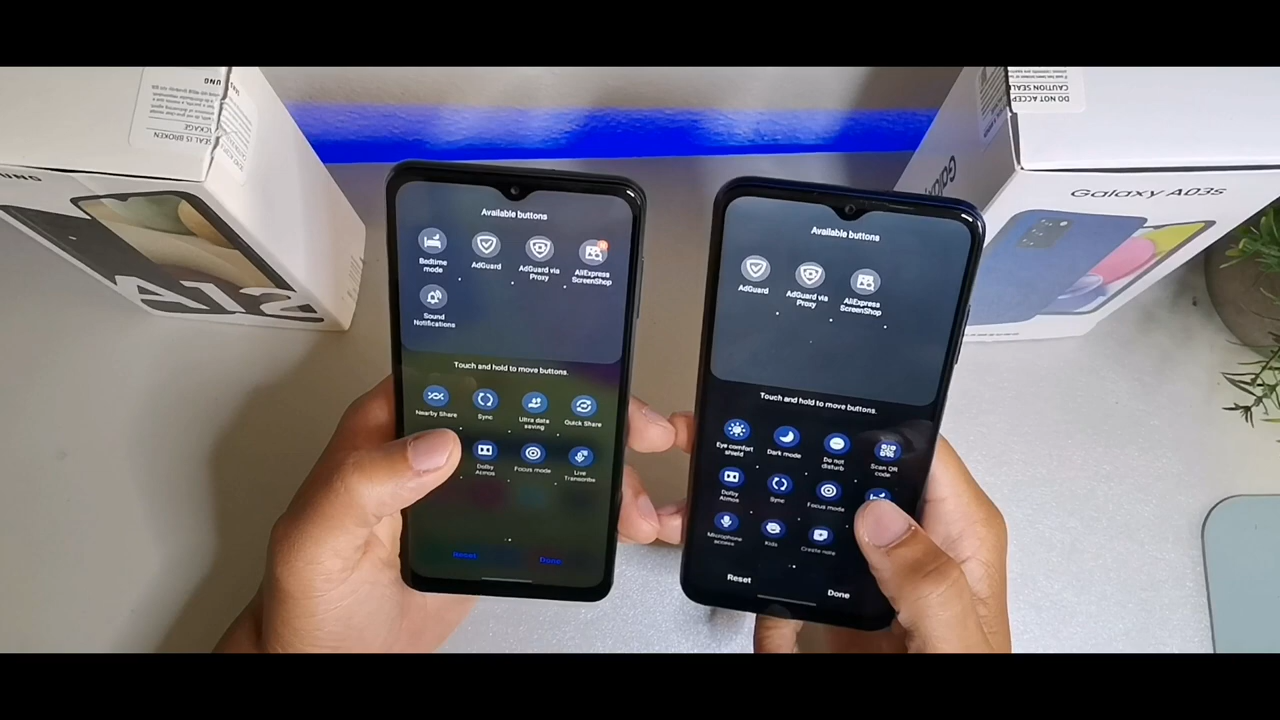 SEAL IS BROKEN
A12
Available buttons
Bedtime
mode
AdGuard
AdGuard via
Proxy
AliExpress
ScreenShop
Sound
Notifications
Touch and hold to move buttons.
Nearby Share
Sync
Ultra data
saving
Quick Share
Dolby
Atmos
Focus mode
Live
Transcribe
Reset
Done
Available buttons
AdGuard
AdGuard via
Proxy
AliExpress
ScreenShop
Touch and hold to move buttons.
Eye comfort
shield
Dark mode
Do not
disturb
Scan QR
code
Dolby
Atmos
Sync
Focus mode
Microphone
access
Kids
Create note
Reset
Done
CAUTION SEAL
DO NOT ACCEP
Galaxy
Galaxy A03s